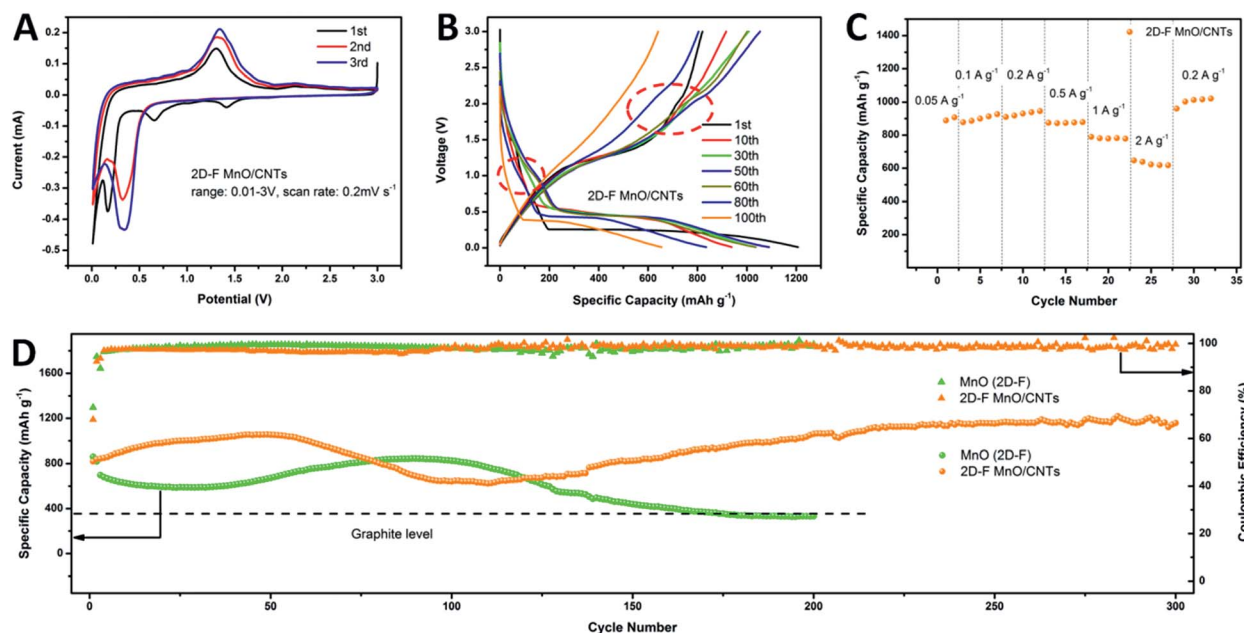 A
0.3
0.2
0.1
0.0
-0.1
-0.2
-0.3
-0.4
-0.5
Current (mA)
1st
2nd
3rd
2D-F MnO/CNTs
range: 0.01-3V, scan rate: 0.2mV s⁻¹
0.0 0.5 1.0 1.5 2.0 2.5 3.0
Potential (V)
B
3.0
2.5
2.0
1.5
1.0
0.5
0.0
Voltage (V)
1st
10th
30th
50th
60th
80th
100th
2D-F MnO/CNTs
0 200 400 600 800 1000 1200
Specific Capacity (mAh g⁻¹)
C
1400
1200
1000
800
600
400
200
0
Specific Capacity (mAh g⁻¹)
2D-F MnO/CNTs
0.05 A g⁻¹
0.1 A g⁻¹
0.2 A g⁻¹
0.5 A g⁻¹
1 A g⁻¹
2 A g⁻¹
0.2 A g⁻¹
0 5 10 15 20 25 30 35
Cycle Number
D
1600
1200
800
400
0
Specific Capacity (mAh g⁻¹)
MnO (2D-F)
2D-F MnO/CNTs
MnO (2D-F)
2D-F MnO/CNTs
Graphite level
100
80
60
40
20
0
Coulombic Efficiency (%)
0 50 100 150 200 250 300
Cycle Number